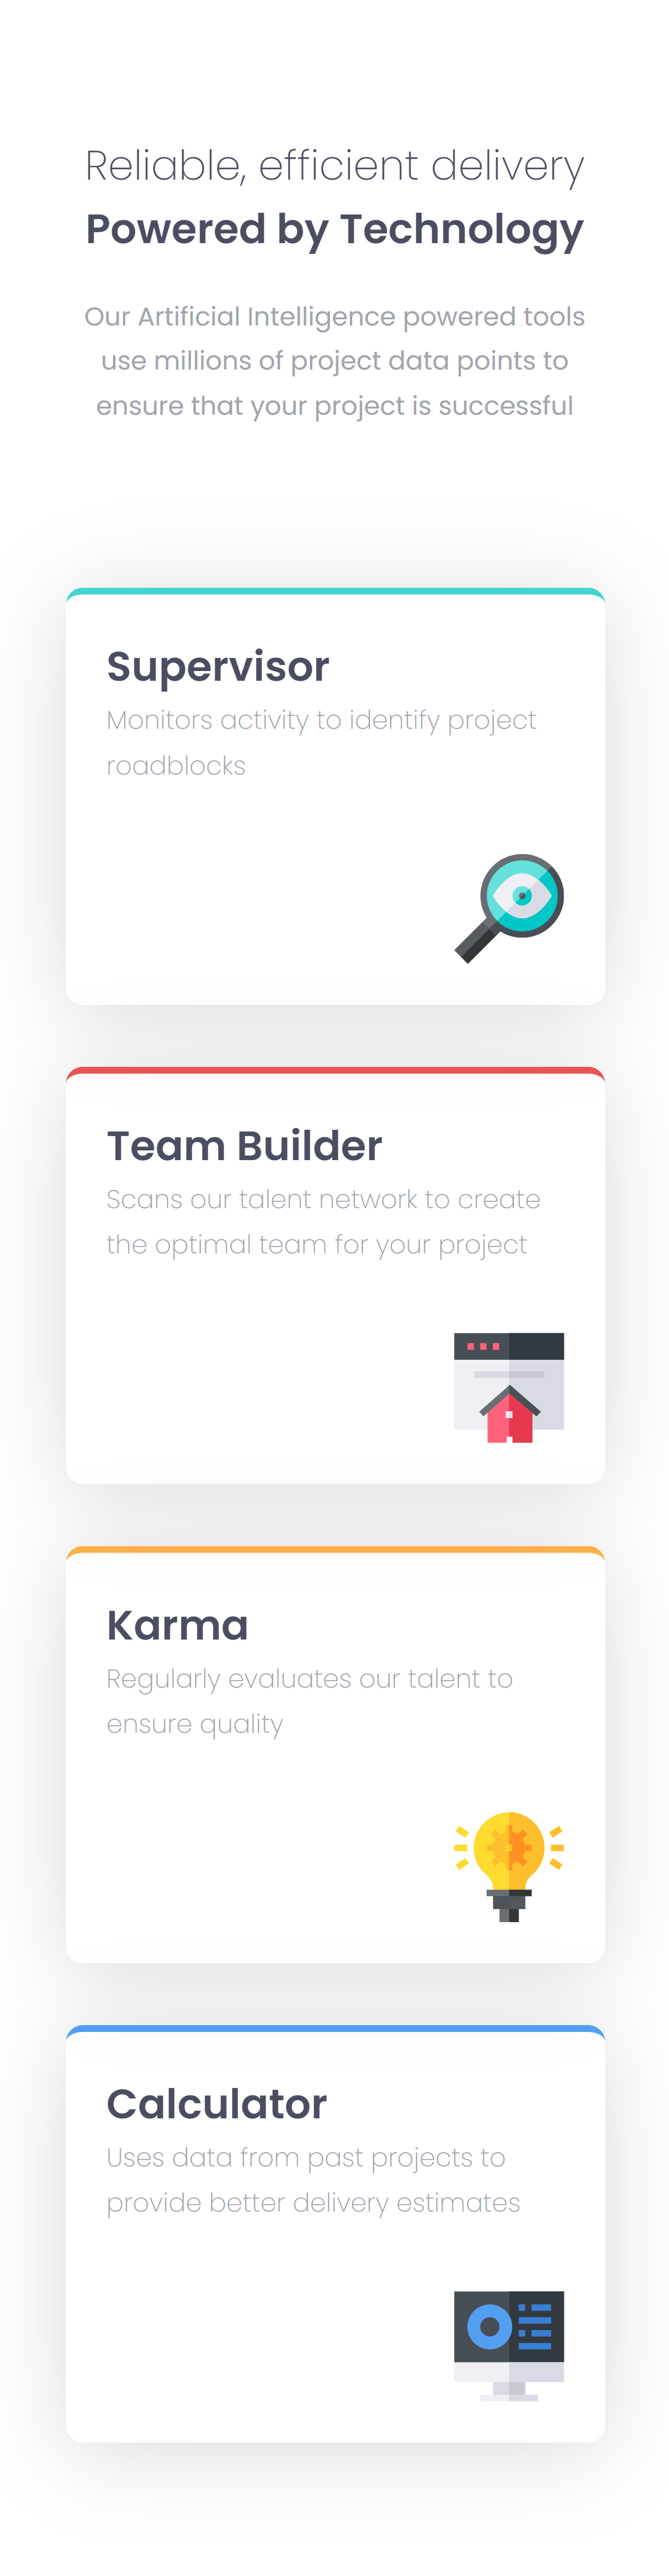 Reliable, efficient delivery
Powered by Technology
Our Artificial Intelligence powered tools
use millions of project data points to
ensure that your project is successful
Supervisor
Monitors activity to identify project
roadblocks
Team Builder
Scans our talent network to create
the optimal team for your project
Karma
Regularly evaluates our talent to
ensure quality
Calculator
Uses data from past projects to
provide better delivery estimates